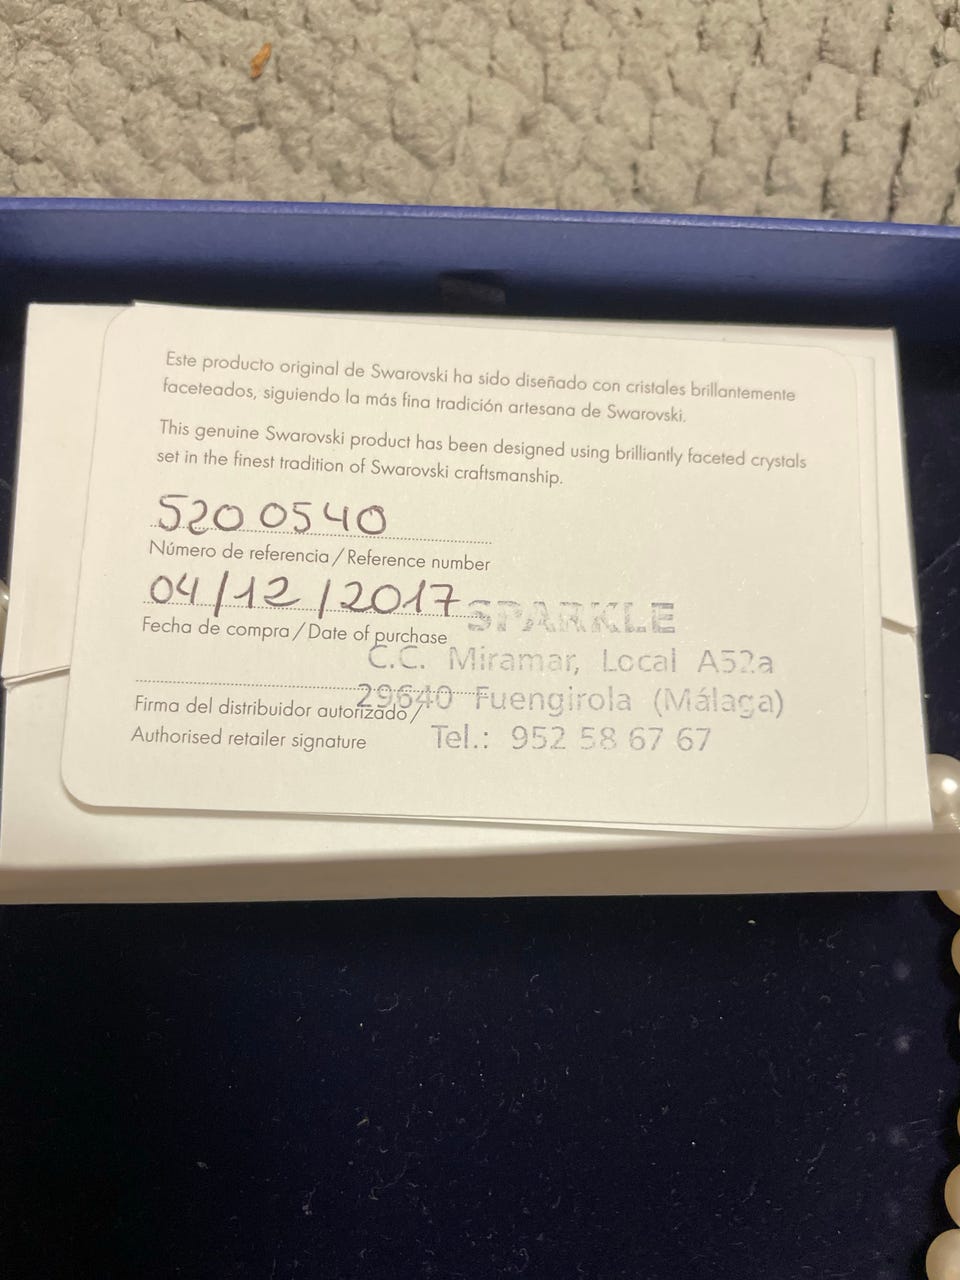 Este producto original de Swarovski ha sido diseñado con cristales brillantemente
faceteados, siguiendo la más fina tradición artesana de Swarovski.
This genuine Swarovski product has been designed using brilliantly faceted crystals
set in the finest tradition of Swarovski craftsmanship.
5200540
Número de referencia / Reference number
04/12/2017
Fecha de compra / Date of purchase
SPARKLE
C.C. Miramar, Local A52a
29640 Fuengirola (Málaga)
Firma del distribuidor autorizado /
Authorised retailer signature
Tel.: 952 58 67 67